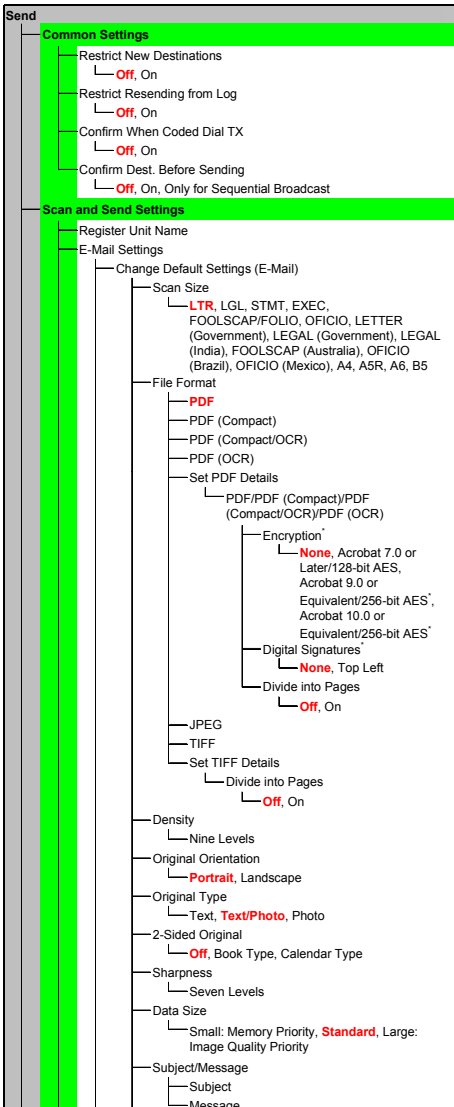 Send
Common Settings
Restrict New Destinations
Off, On
Restrict Resending from Log
Off, On
Confirm When Coded Dial TX
Off, On
Confirm Dest. Before Sending
Off, On, Only for Sequential Broadcast
Scan and Send Settings
Register Unit Name
E-Mail Settings
Change Default Settings (E-Mail)
Scan Size
LTR, LGL, STMT, EXEC,
FOOLSCAP/FOLIO, OFICIO, LETTER
(Government), LEGAL (Government), LEGAL
(India), FOOLSCAP (Australia), OFICIO
(Brazil), OFICIO (Mexico), A4, A5R, A6, B5
File Format
PDF
PDF (Compact)
PDF (Compact/OCR)
PDF (OCR)
Set PDF Details
PDF/PDF (Compact)/PDF
(Compact/OCR)/PDF (OCR)
Encryption*
None, Acrobat 7.0 or
Later/128-bit AES,
Acrobat 9.0 or
Equivalent/256-bit AES*,
Acrobat 10.0 or
Equivalent/256-bit AES*
Digital Signatures*
None, Top Left
Divide into Pages
Off, On
JPEG
TIFF
Set TIFF Details
Divide into Pages
Off, On
Density
Nine Levels
Original Orientation
Portrait, Landscape
Original Type
Text, Text/Photo, Photo
2-Sided Original
Off, Book Type, Calendar Type
Sharpness
Seven Levels
Data Size
Small: Memory Priority, Standard, Large:
Image Quality Priority
Subject/Message
Subject
Message